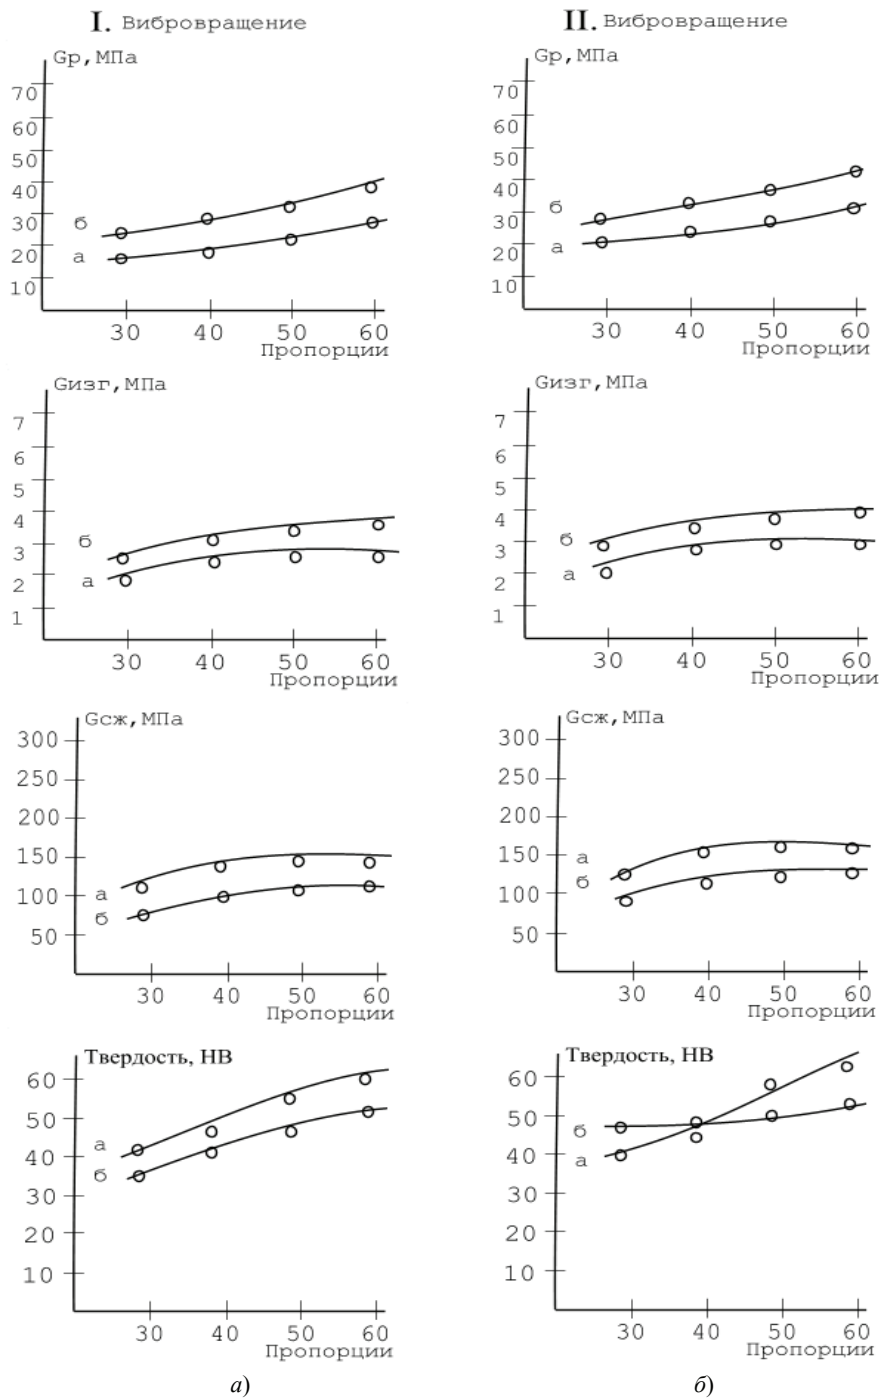 I. Вибровращение
Gр, МПа
70
60
50
40
30
20
10
б
а
30 40 50 60
Пропорции
II. Вибровращение
Gр, МПа
70
60
50
40
30
20
10
б
а
30 40 50 60
Пропорции
Gизг, МПа
7
6
5
4
3
2
1
б
а
30 40 50 60
Пропорции
Gизг, МПа
7
6
5
4
3
2
1
б
а
30 40 50 60
Пропорции
Gсж, МПа
300
250
200
150
100
50
а
б
30 40 50 60
Пропорции
Gсж, МПа
300
250
200
150
100
50
а
б
30 40 50 60
Пропорции
Твердость, НВ
60
50
40
30
20
10
а
б
30 40 50 60
Пропорции
Твердость, НВ
60
50
40
30
20
10
б
а
30 40 50 60
Пропорции
а)
б)